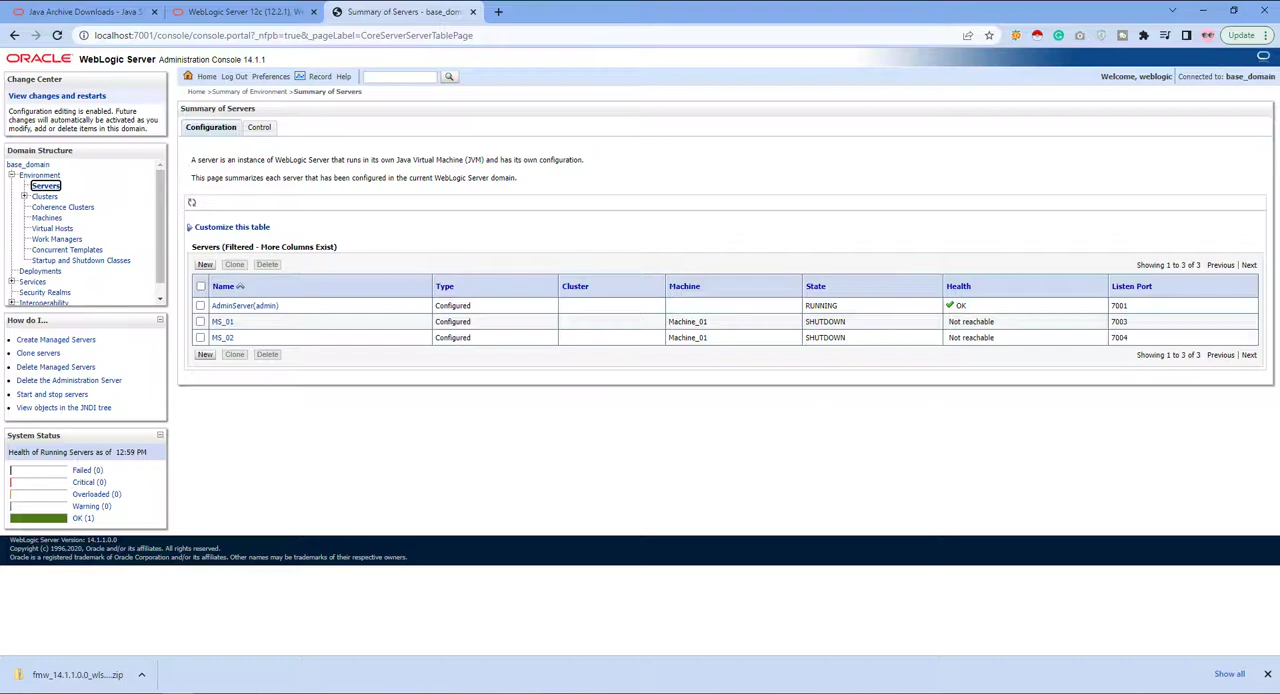 Java Archive Downloads - Java S
WebLogic Server 12c (12.2.1), W
Summary of Servers - base_dom
localhost:7001/console/console.portal?_nfpb=true&_pageLabel=CoreServerServerTablePage
Update
ORACLE WebLogic Server Administration Console 14.1.1
Change Center
View changes and restarts
Configuration editing is enabled. Future
changes will automatically be activated as you
modify, add or delete items in this domain.
Domain Structure
base_domain
Environment
Servers
Clusters
Coherence Clusters
Machines
Virtual Hosts
Work Managers
Concurrent Templates
Startup and Shutdown Classes
Deployments
Services
Security Realms
Interoperability
How do I...
Create Managed Servers
Clone servers
Delete Managed Servers
Delete the Administration Server
Start and stop servers
View objects in the JNDI tree
System Status
Health of Running Servers as of 12:59 PM
Failed (0)
Critical (0)
Overloaded (0)
Warning (0)
OK (1)
Home Log Out Preferences Record Help
Welcome, weblogic Connected to: base_domain
Home >Summary of Environment >Summary of Servers
Summary of Servers
Configuration Control
A server is an instance of WebLogic Server that runs in its own Java Virtual Machine (JVM) and has its own configuration.
This page summarizes each server that has been configured in the current WebLogic Server domain.
Customize this table
Servers (Filtered - More Columns Exist)
New Clone Delete Showing 1 to 3 of 3 Previous | Next
Name Type Cluster Machine State Health Listen Port
AdminServer(admin) Configured RUNNING OK 7001
MS_01 Configured Machine_01 SHUTDOWN Not reachable 7003
MS_02 Configured Machine_01 SHUTDOWN Not reachable 7004
New Clone Delete Showing 1 to 3 of 3 Previous | Next
WebLogic Server Version: 14.1.1.0.0
Copyright (c) 1996,2020, Oracle and/or its affiliates. All rights reserved.
Oracle is a registered trademark of Oracle Corporation and/or its affiliates. Other names may be trademarks of their respective owners.
fmw_14.1.1.0.0_wls....zip
Show all